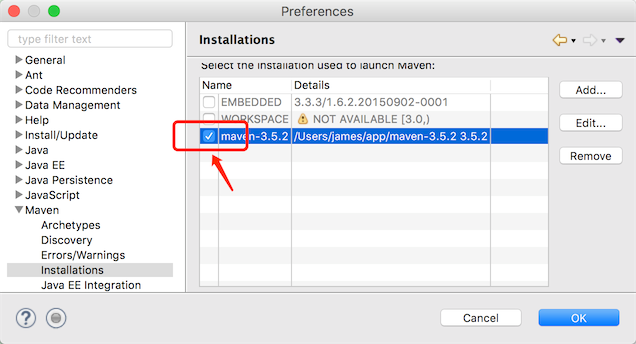 Preferences
type filter text
General
Ant
Code Recommenders
Data Management
Help
Install/Update
Java
Java EE
Java Persistence
JavaScript
Maven
Archetypes
Discovery
Errors/Warnings
Installations
Java EE Integration
Installations
Select the installation used to launch Maven:
Name Details
EMBEDDED 3.3.3/1.6.2.20150902-0001
WORKSPACE NOT AVAILABLE [3.0,)
maven-3.5.2 /Users/james/app/maven-3.5.2 3.5.2
Add...
Edit...
Remove
?
Cancel
OK